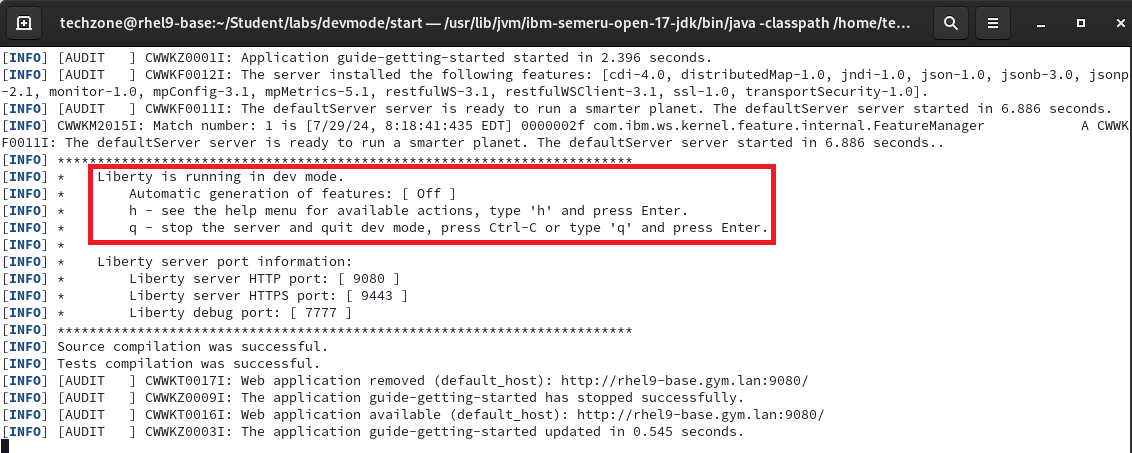 techzone@rhel9-base:~/Student/labs/devmode/start — /usr/lib/jvm/ibm-semeru-open-17-jdk/bin/java -classpath /home/te...
[INFO] [AUDIT   ] CWWKZ0001I: Application guide-getting-started started in 2.396 seconds.
[INFO] [AUDIT   ] CWWKF0012I: The server installed the following features: [cdi-4.0, distributedMap-1.0, jndi-1.0, json-1.0, jsonb-3.0, jsonp
-2.1, monitor-1.0, mpConfig-3.1, mpMetrics-5.1, restfulWS-3.1, restfulWSClient-3.1, ssl-1.0, transportSecurity-1.0].
[INFO] [AUDIT   ] CWWKF0011I: The defaultServer server is ready to run a smarter planet. The defaultServer server started in 6.886 seconds.
[INFO] CWWKM2015I: Match number: 1 is [7/29/24, 8:18:41:435 EDT] 0000002f com.ibm.ws.kernel.feature.internal.FeatureManager            A CWWK
F0011I: The defaultServer server is ready to run a smarter planet. The defaultServer server started in 6.886 seconds..
[INFO] ************************************************************************
[INFO] *    Liberty is running in dev mode.
[INFO] *        Automatic generation of features: [ Off ]
[INFO] *        h - see the help menu for available actions, type 'h' and press Enter.
[INFO] *        q - stop the server and quit dev mode, press Ctrl-C or type 'q' and press Enter.
[INFO] *
[INFO] *    Liberty server port information:
[INFO] *        Liberty server HTTP port: [ 9080 ]
[INFO] *        Liberty server HTTPS port: [ 9443 ]
[INFO] *        Liberty debug port: [ 7777 ]
[INFO] ************************************************************************
[INFO] Source compilation was successful.
[INFO] Tests compilation was successful.
[INFO] [AUDIT   ] CWWKT0017I: Web application removed (default_host): http://rhel9-base.gym.lan:9080/
[INFO] [AUDIT   ] CWWKZ0009I: The application guide-getting-started has stopped successfully.
[INFO] [AUDIT   ] CWWKT0016I: Web application available (default_host): http://rhel9-base.gym.lan:9080/
[INFO] [AUDIT   ] CWWKZ0003I: The application guide-getting-started updated in 0.545 seconds.